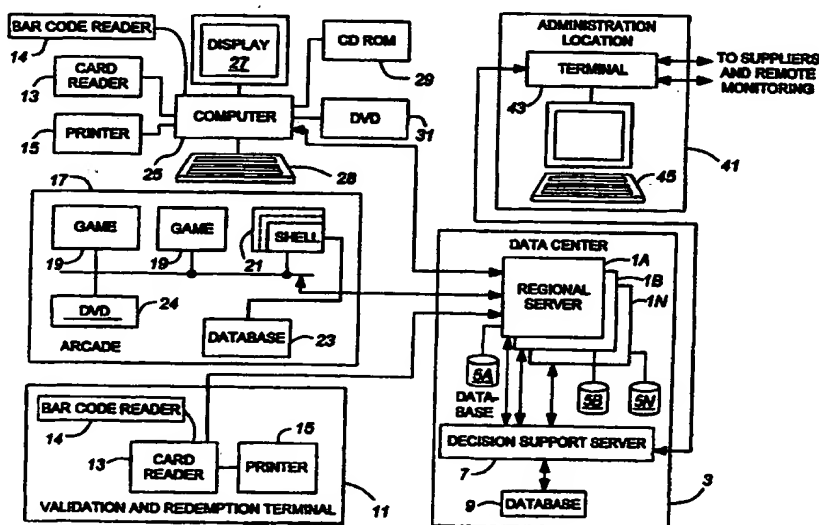 BAR CODE READER
14
CARD
READER
13
PRINTER
15
DISPLAY
27
COMPUTER
25
28
CD ROM
29
DVD
31
ADMINISTRATION
LOCATION
TERMINAL
43
TO SUPPLIERS
AND REMOTE
MONITORING
45
41
17
GAME
19
GAME
19
SHELL
21
DVD
24
DATABASE
23
ARCADE
DATA CENTER
REGIONAL
SERVER
1A
1B
1N
5A
DATA-
BASE
5B
5N
DECISION SUPPORT SERVER
7
9
DATABASE
3
BAR CODE READER
14
13
CARD
READER
15
PRINTER
VALIDATION AND REDEMPTION TERMINAL
11